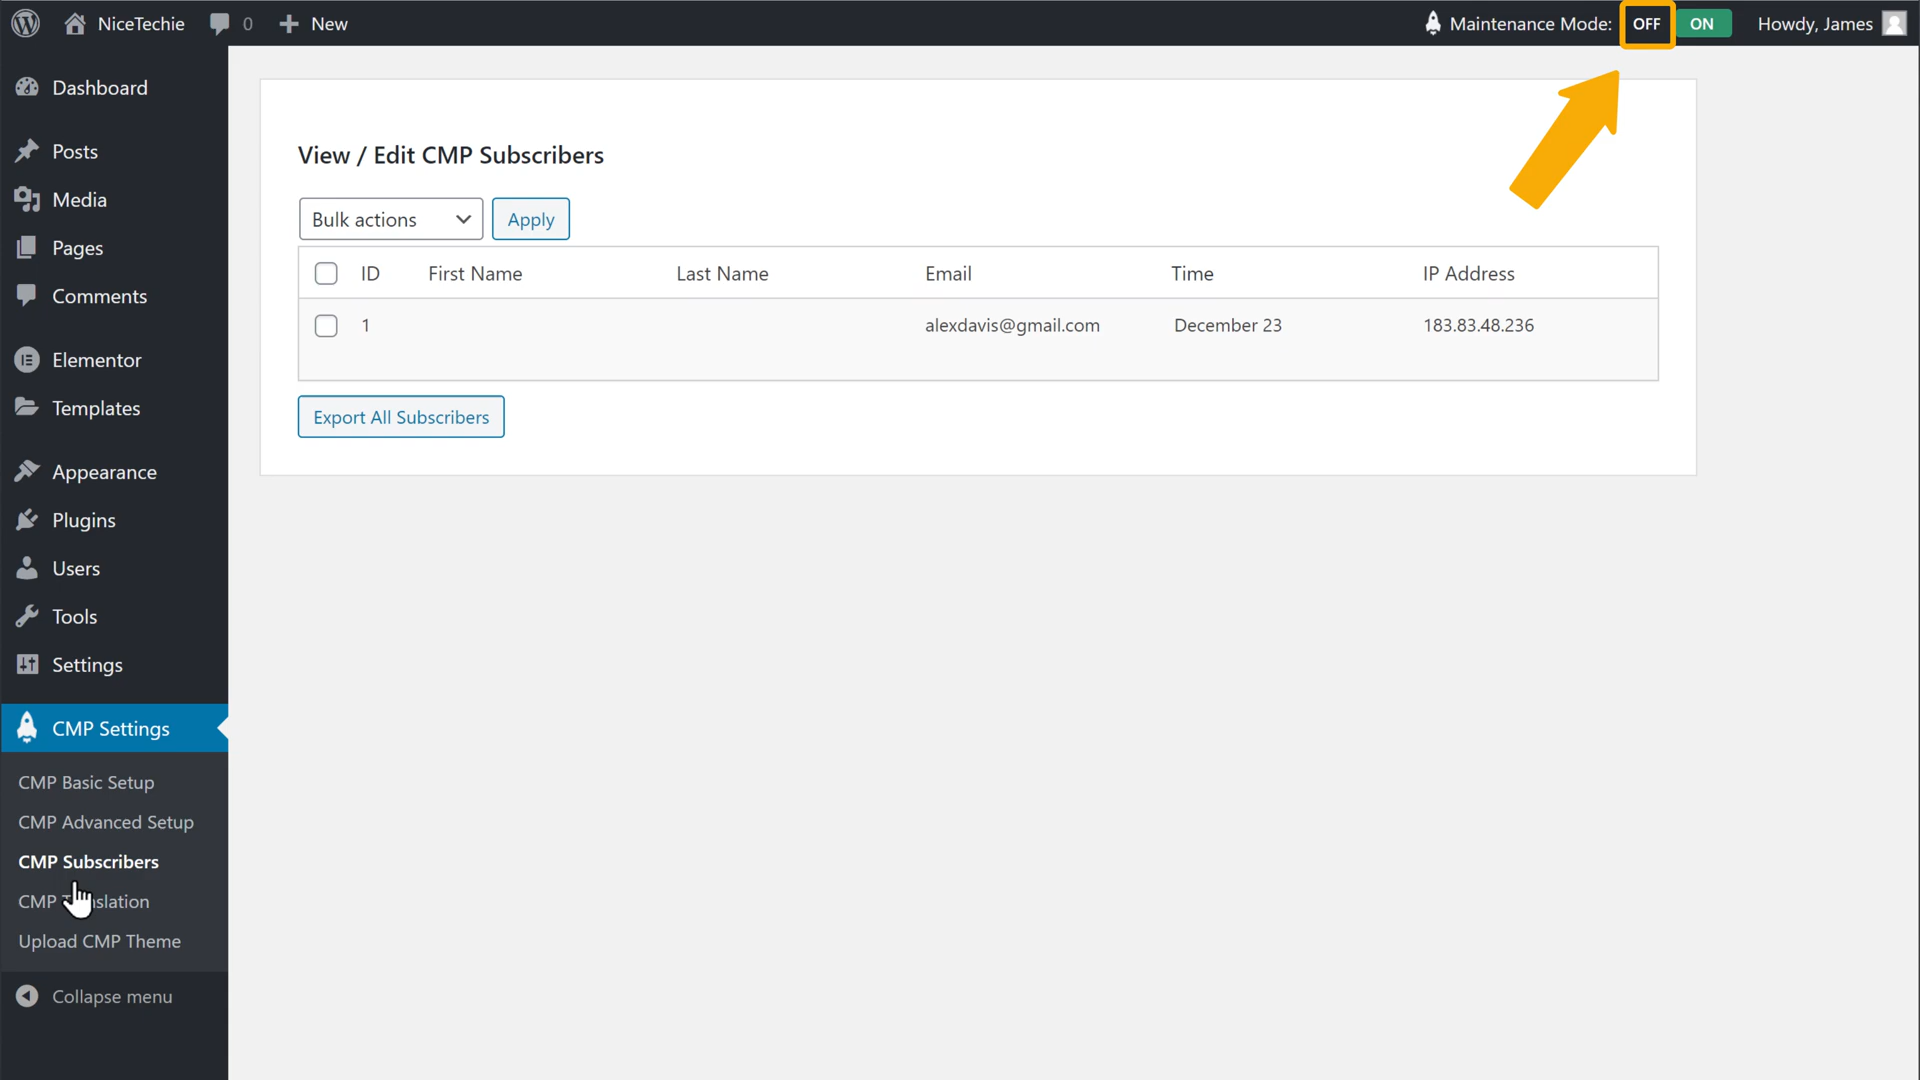 NiceTechie 0 New Maintenance Mode: OFF ON Howdy, James
Dashboard
Posts
Media
Pages
Comments
Elementor
Templates
Appearance
Plugins
Users
Tools
Settings
CMP Settings
CMP Basic Setup
CMP Advanced Setup
CMP Subscribers
CMP slation
Upload CMP Theme
Collapse menu
View / Edit CMP Subscribers
Bulk actions Apply
ID First Name Last Name Email Time IP Address
1 alexdavis@gmail.com December 23 183.83.48.236
Export All Subscribers